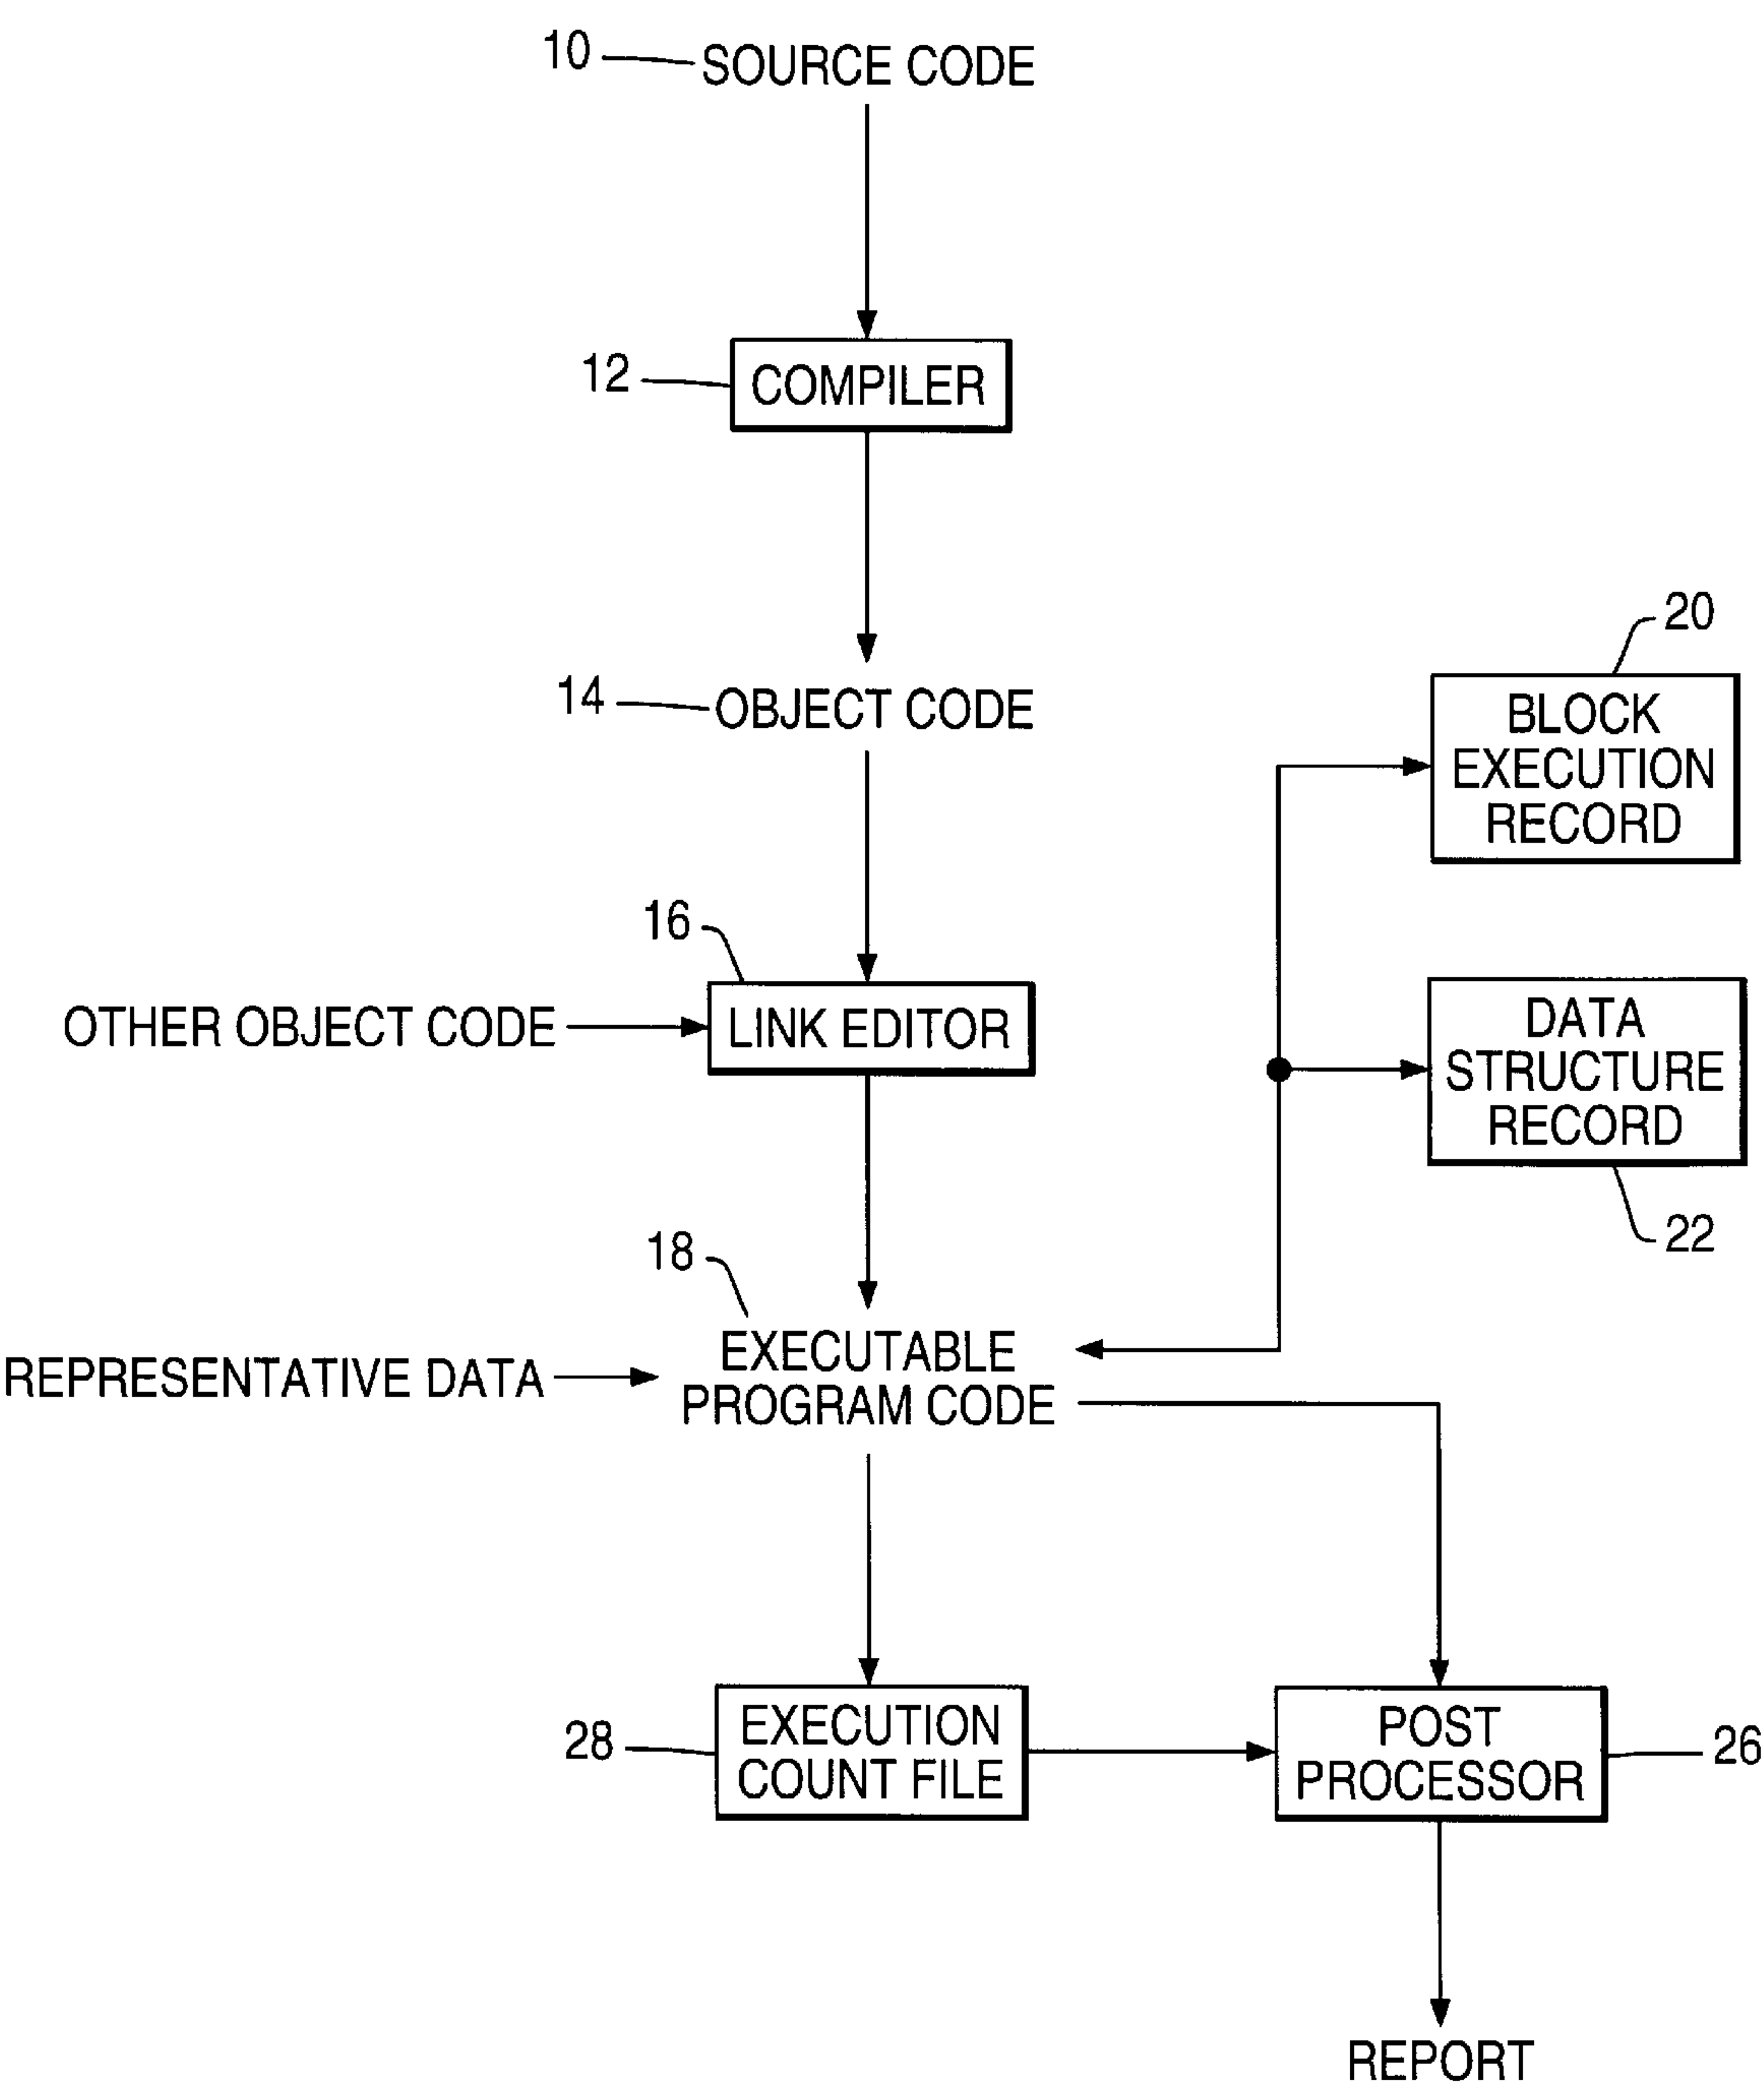 10 SOURCE CODE
12 COMPILER
14 OBJECT CODE
20
BLOCK
EXECUTION
RECORD
16
OTHER OBJECT CODE
LINK EDITOR
DATA
STRUCTURE
RECORD
22
18
REPRESENTATIVE DATA
EXECUTABLE
PROGRAM CODE
28
EXECUTION
COUNT FILE
POST
PROCESSOR
26
REPORT